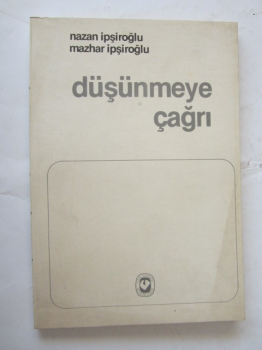 nazan ipşiroğlu
mazhar ipşiroğlu
düşünmeye
çağrı